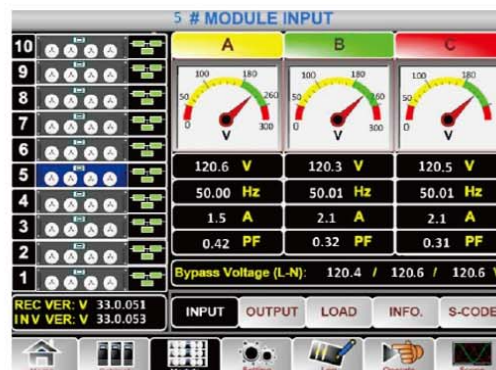 5 # MODULE INPUT
10
9
8
7
6
5
4
3
2
1
A B C
100 180 100 180 100 180
50 260 50 260 50 260
0 300 0 300 0 300
V V V
120.6 V 120.3 V 120.5 V
50.00 Hz 50.01 Hz 50.01 Hz
1.5 A 2.1 A 2.1 A
0.42 PF 0.32 PF 0.31 PF
Bypass Voltage (L-N): 120.4 / 120.6 / 120.6 V
REC VER: V 33.0.051
INV VER: V 33.0.053
INPUT OUTPUT LOAD INFO. S-CODE